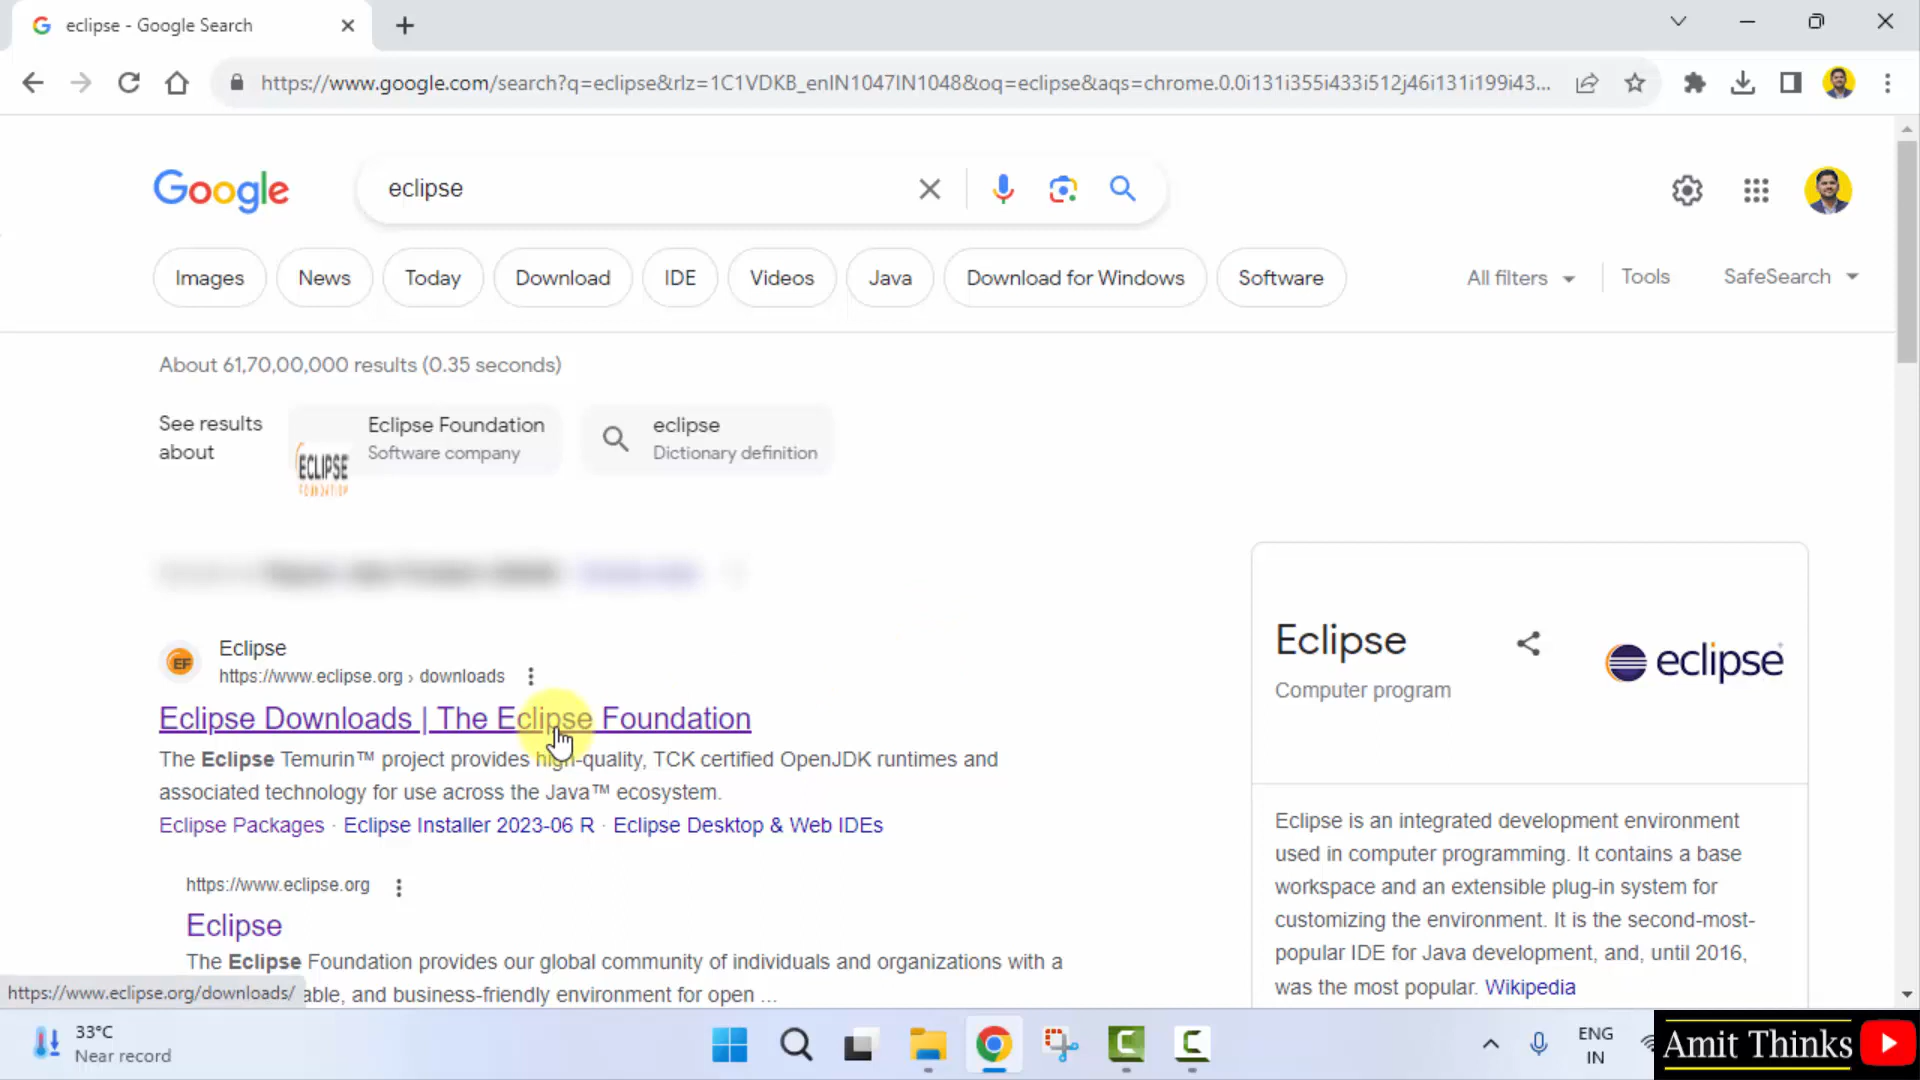 eclipse - Google Search
https://www.google.com/search?q=eclipse&rlz=1C1VDKB_enIN1047IN1048&oq=eclipse&aqs=chrome.0.0i131i355i433i512j46i131i199i43...
Google
eclipse
Images
News
Today
Download
IDE
Videos
Java
Download for Windows
Software
All filters
Tools
SafeSearch
About 61,70,00,000 results (0.35 seconds)
See results about
ECLIPSE
FOUNDATION
Eclipse Foundation
Software company
eclipse
Dictionary definition
EF
Eclipse
https://www.eclipse.org › downloads
Eclipse Downloads | The Eclipse Foundation
The Eclipse Temurin™ project provides high-quality, TCK certified OpenJDK runtimes and
associated technology for use across the Java™ ecosystem.
Eclipse Packages · Eclipse Installer 2023-06 R · Eclipse Desktop & Web IDEs
https://www.eclipse.org
Eclipse
The Eclipse Foundation provides our global community of individuals and organizations with a
able, and business-friendly environment for open ...
https://www.eclipse.org/downloads/
Eclipse
Computer program
eclipse
Eclipse is an integrated development environment
used in computer programming. It contains a base
workspace and an extensible plug-in system for
customizing the environment. It is the second-most-
popular IDE for Java development, and, until 2016,
was the most popular. Wikipedia
33°C
Near record
ENG
IN
Amit Thinks